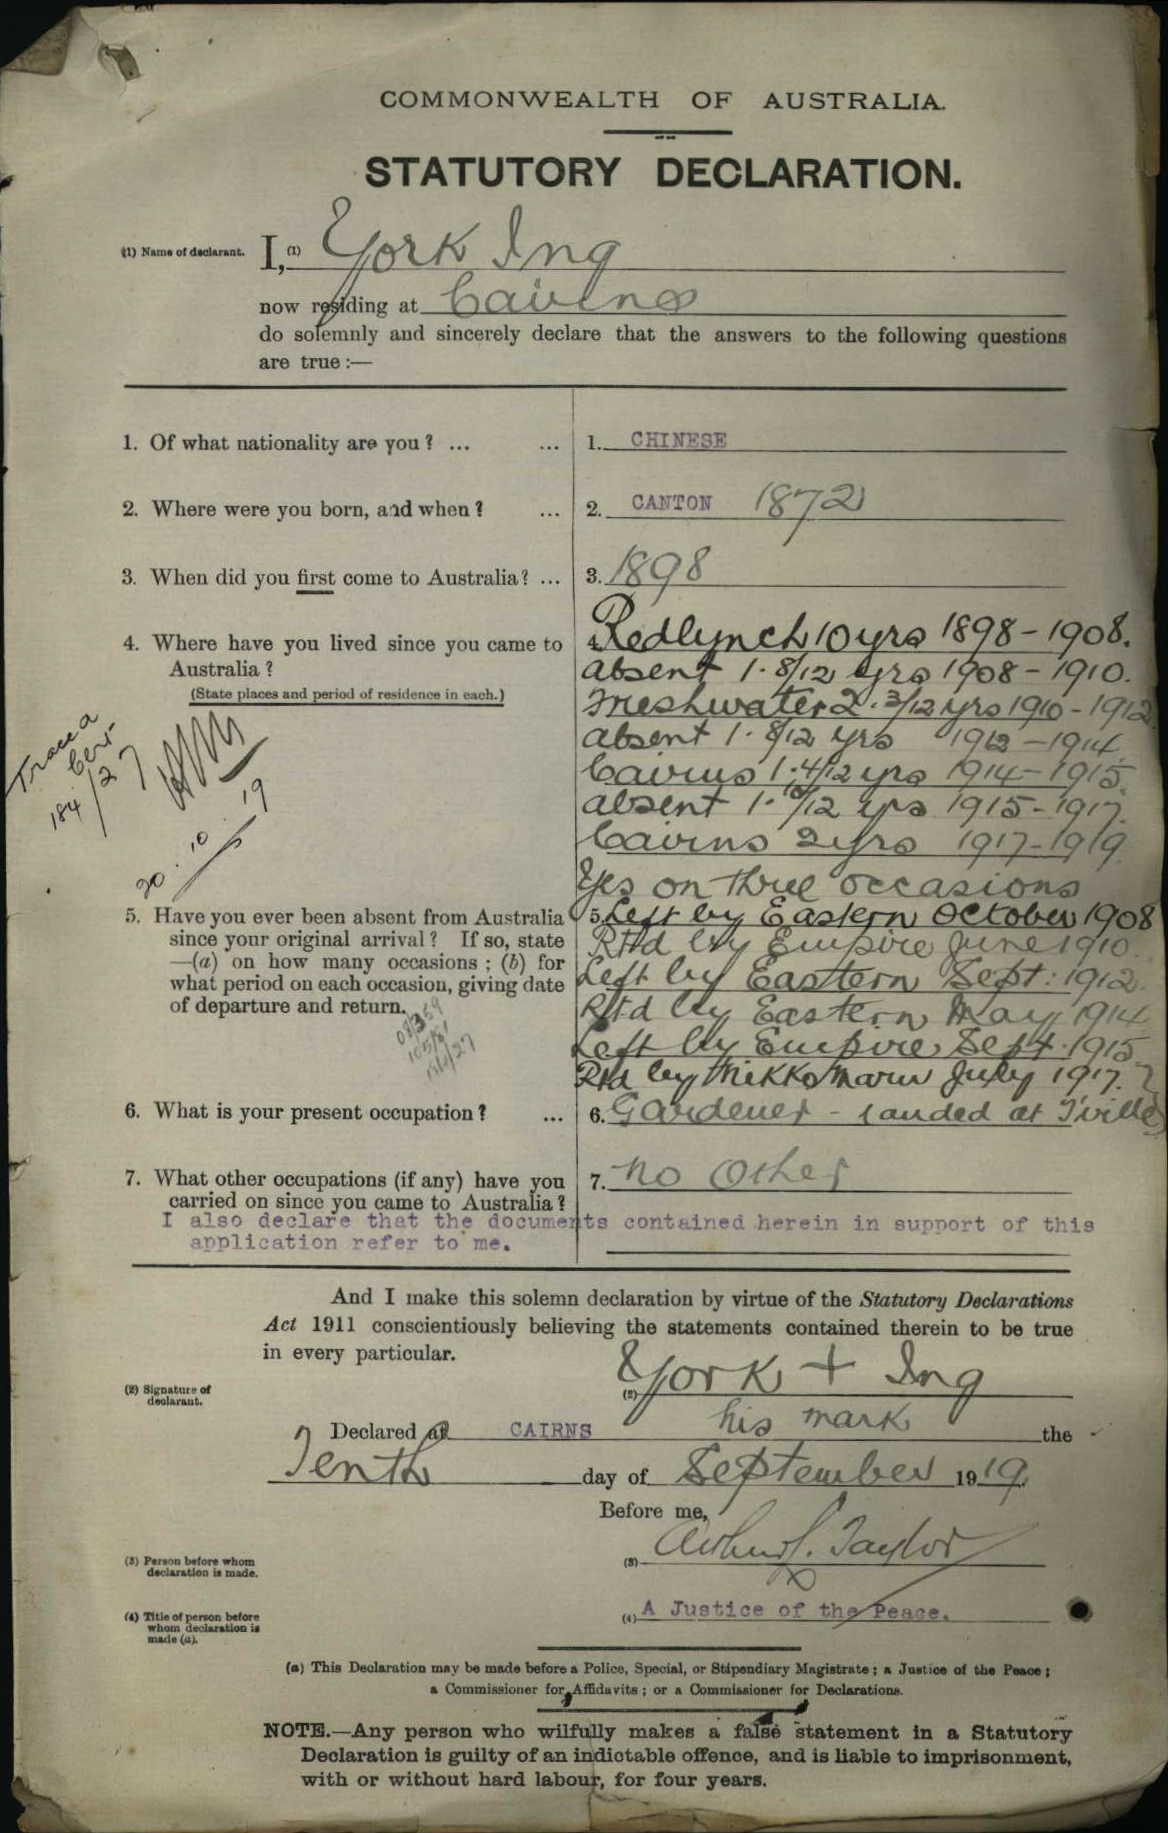 COMMONWEALTH OF AUSTRALIA.
STATUTORY DECLARATION.
(1) Name of declarant. I, (1) York Ing
now residing at Cairns
do solemnly and sincerely declare that the answers to the following questions
are true :—
1. Of what nationality are you ? ... ... 1. CHINESE
2. Where were you born, and when ? ... 2. CANTON 1872
3. When did you first come to Australia ? ... 3. 1898
4. Where have you lived since you came to 4. Redlynch 10 yrs 1898 - 1908.
Australia ? absent 1. 8/12 yrs 1908 - 1910.
(State places and period of residence in each.) Freshwater 2. 3/12 yrs 1910 - 1912
absent 1. 8/12 yrs 1912 - 1914
Cairns 1. 4/12 yrs 1914 - 1915.
absent 1. 10/12 yrs 1915 - 1917.
Cairns 2 yrs 1917 - 1919.
Trace a
Cert
184/27
20.10.19
Yes on three occasions
5. Have you ever been absent from Australia 5. Left by Eastern October 1908
since your original arrival ? If so, state Rtd by Empire June 1910.
—(a) on how many occasions ; (b) for Left by Eastern Sept: 1912.
what period on each occasion, giving date Rtd by Eastern May 1914
of departure and return. Left by Empire Sept 1915
Rtd by Nikko Maru July 1917.
6. What is your present occupation ? ... 6. Gardener - landed at T'ville
7. What other occupations (if any) have you 7. No Other
carried on since you came to Australia ?
I also declare that the documents contained herein in support of this
application refer to me.
And I make this solemn declaration by virtue of the Statutory Declarations
Act 1911 conscientiously believing the statements contained therein to be true
in every particular.
(2) Signature of
declarant.
(2) York + Ing
his mark
Declared at CAIRNS the
Tenth day of September 1919.
Before me,
(3) Person before whom
declaration is made.
(3) Arthur S. Taylor
(4) Title of person before
whom declaration is
made (a).
(4) A Justice of the Peace.
(a) This Declaration may be made before a Police, Special, or Stipendiary Magistrate ; a Justice of the Peace ;
a Commissioner for Affidavits ; or a Commissioner for Declarations.
NOTE.—Any person who wilfully makes a false statement in a Statutory
Declaration is guilty of an indictable offence, and is liable to imprisonment,
with or without hard labour, for four years.